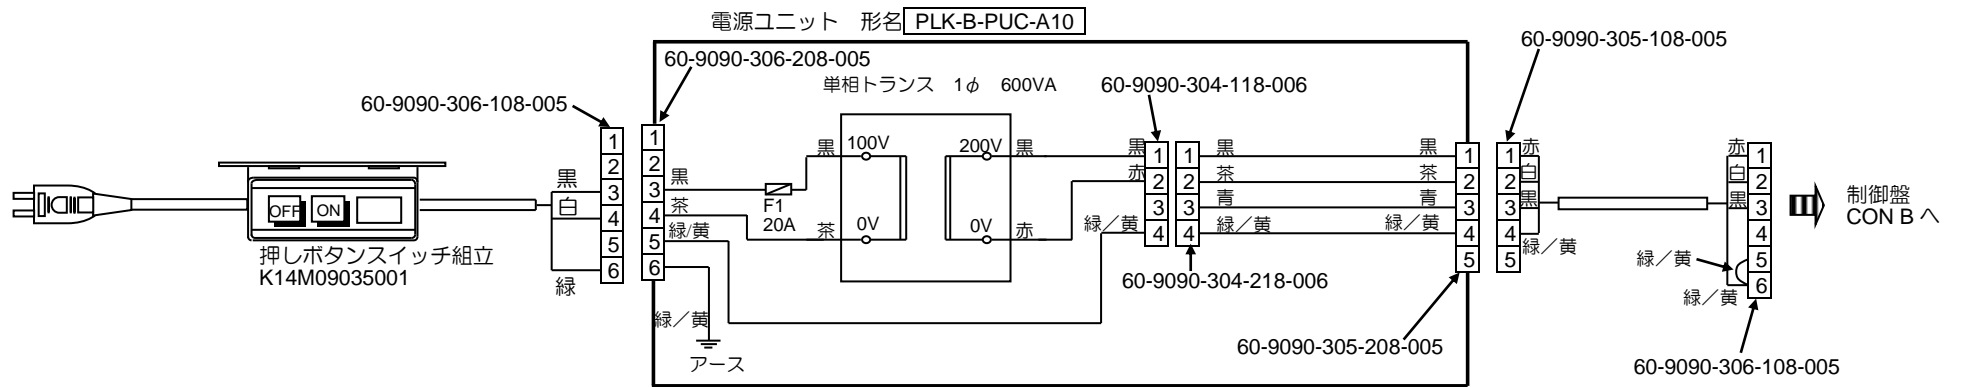 電源ユニット　形名 PLK-B-PUC-A10
60-9090-306-208-005
単相トランス　1φ　600VA
60-9090-304-118-006
60-9090-305-108-005
60-9090-306-108-005
OFF ON
押しボタンスイッチ組立
K14M09035001
黒
白
緑
1
2
3
4
5
6
1
2
3
4
5
6
黒
茶
緑/黄
緑／黄
アース
F1
20A
黒
茶
100V
0V
200V
0V
黒
赤
黒
赤
緑／黄
1
2
3
4
1
2
3
4
60-9090-304-218-006
黒
茶
青
緑／黄
黒
茶
青
緑／黄
1
2
3
4
5
60-9090-305-208-005
1
2
3
4
5
赤
白
黒
緑／黄
赤
白
黒
緑／黄
緑／黄
1
2
3
4
5
6
60-9090-306-108-005
制御盤
CON B へ